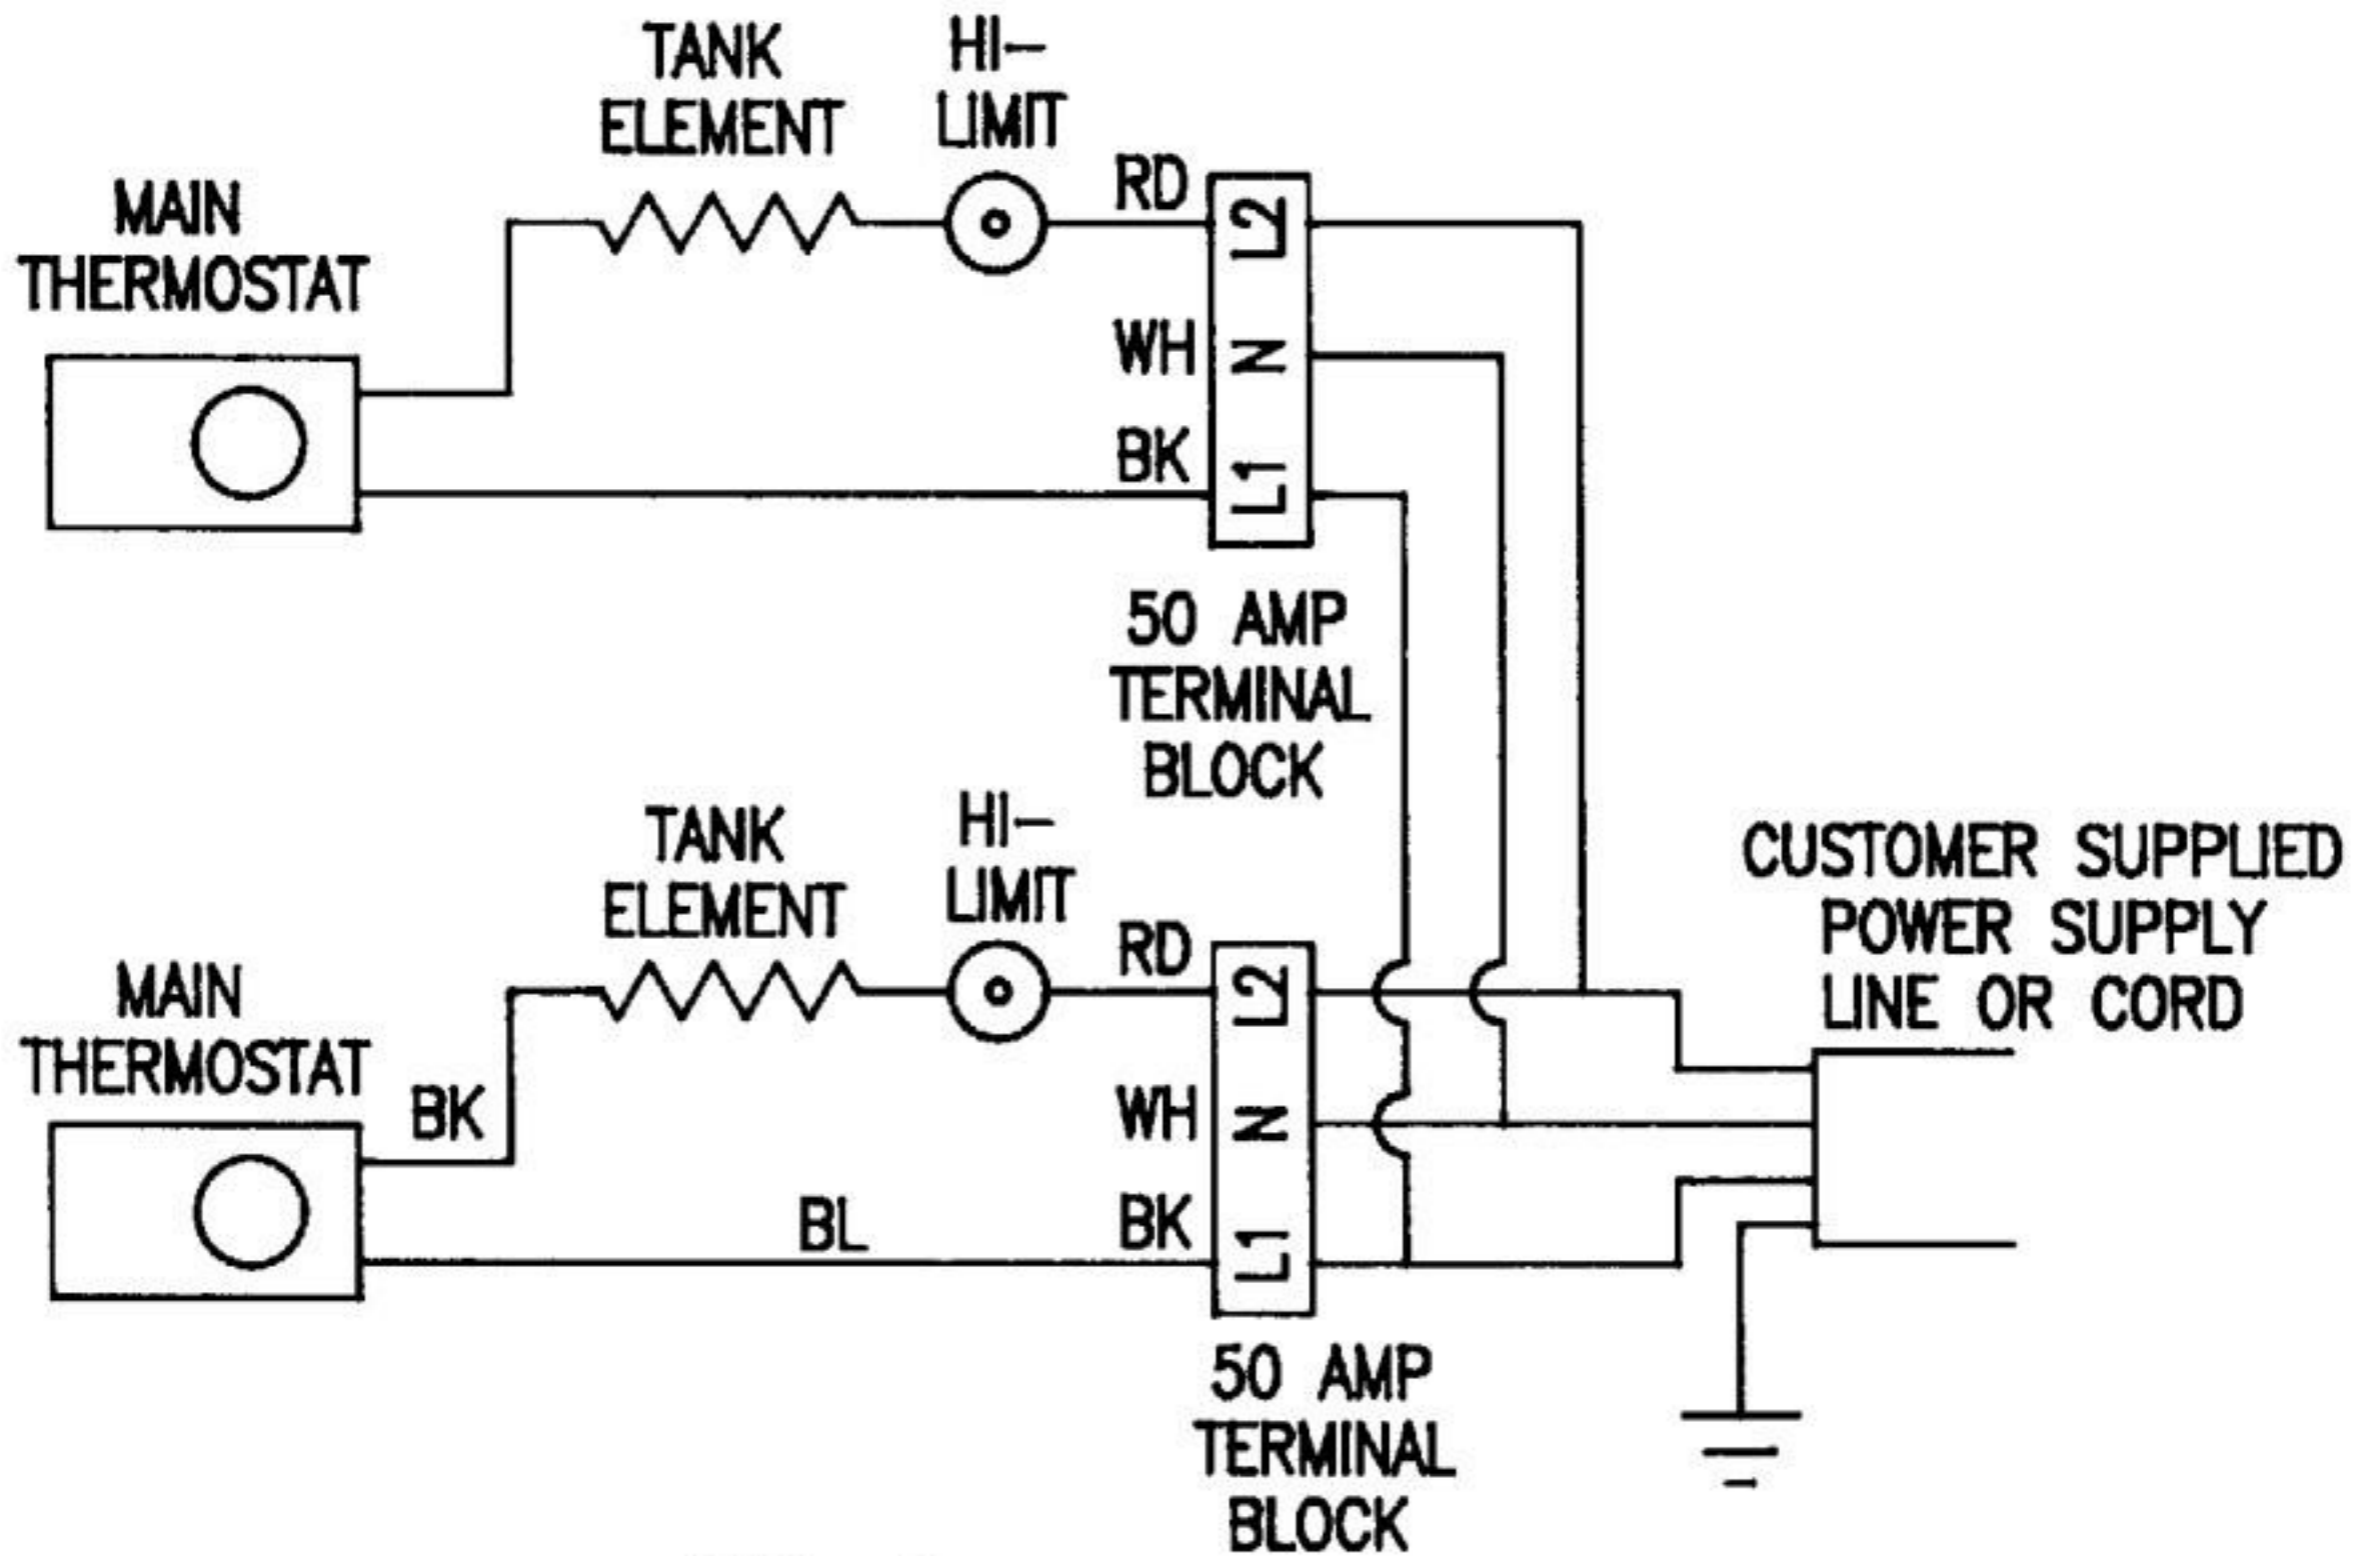 TANK
ELEMENT
HI-
LIMIT
MAIN
THERMOSTAT
RD
L2
WH
N
BK
L1
50 AMP
TERMINAL
BLOCK
TANK
ELEMENT
HI-
LIMIT
MAIN
THERMOSTAT
BK
BL
RD
L2
WH
N
BK
L1
50 AMP
TERMINAL
BLOCK
CUSTOMER SUPPLIED
POWER SUPPLY
LINE OR CORD